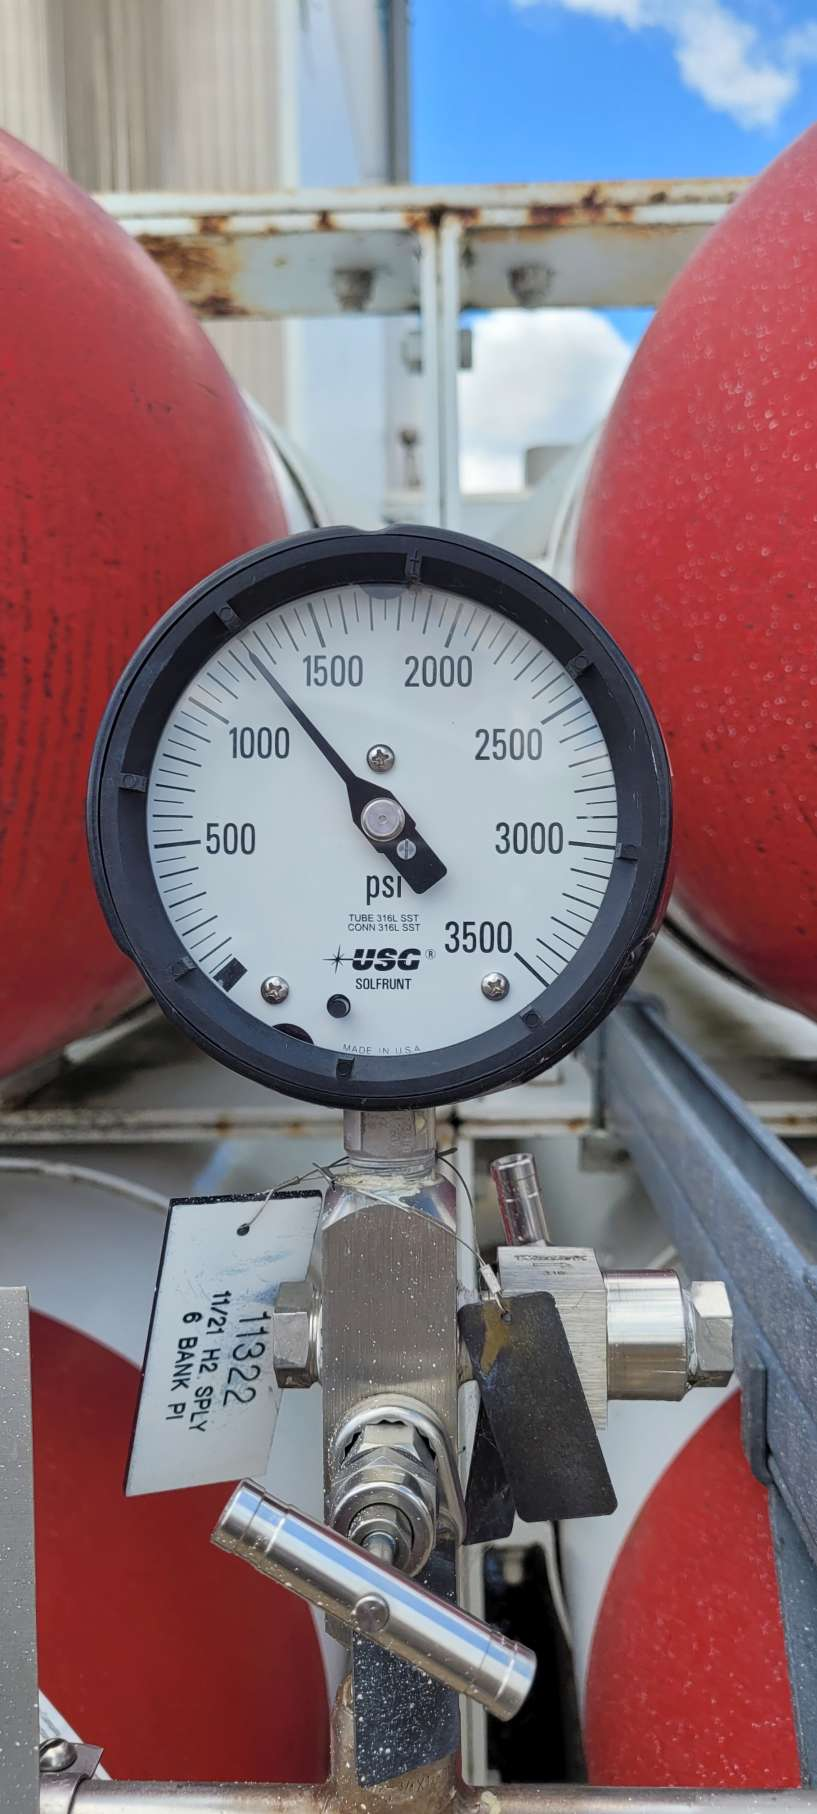 1500
2000
1000
2500
500
3000
psi
TUBE 316L SST
CONN 316L SST
3500
USG®
SOLFRUNT
MADE IN U.S.A.
11322
11/21 H2 SPLY
6 BANK PI